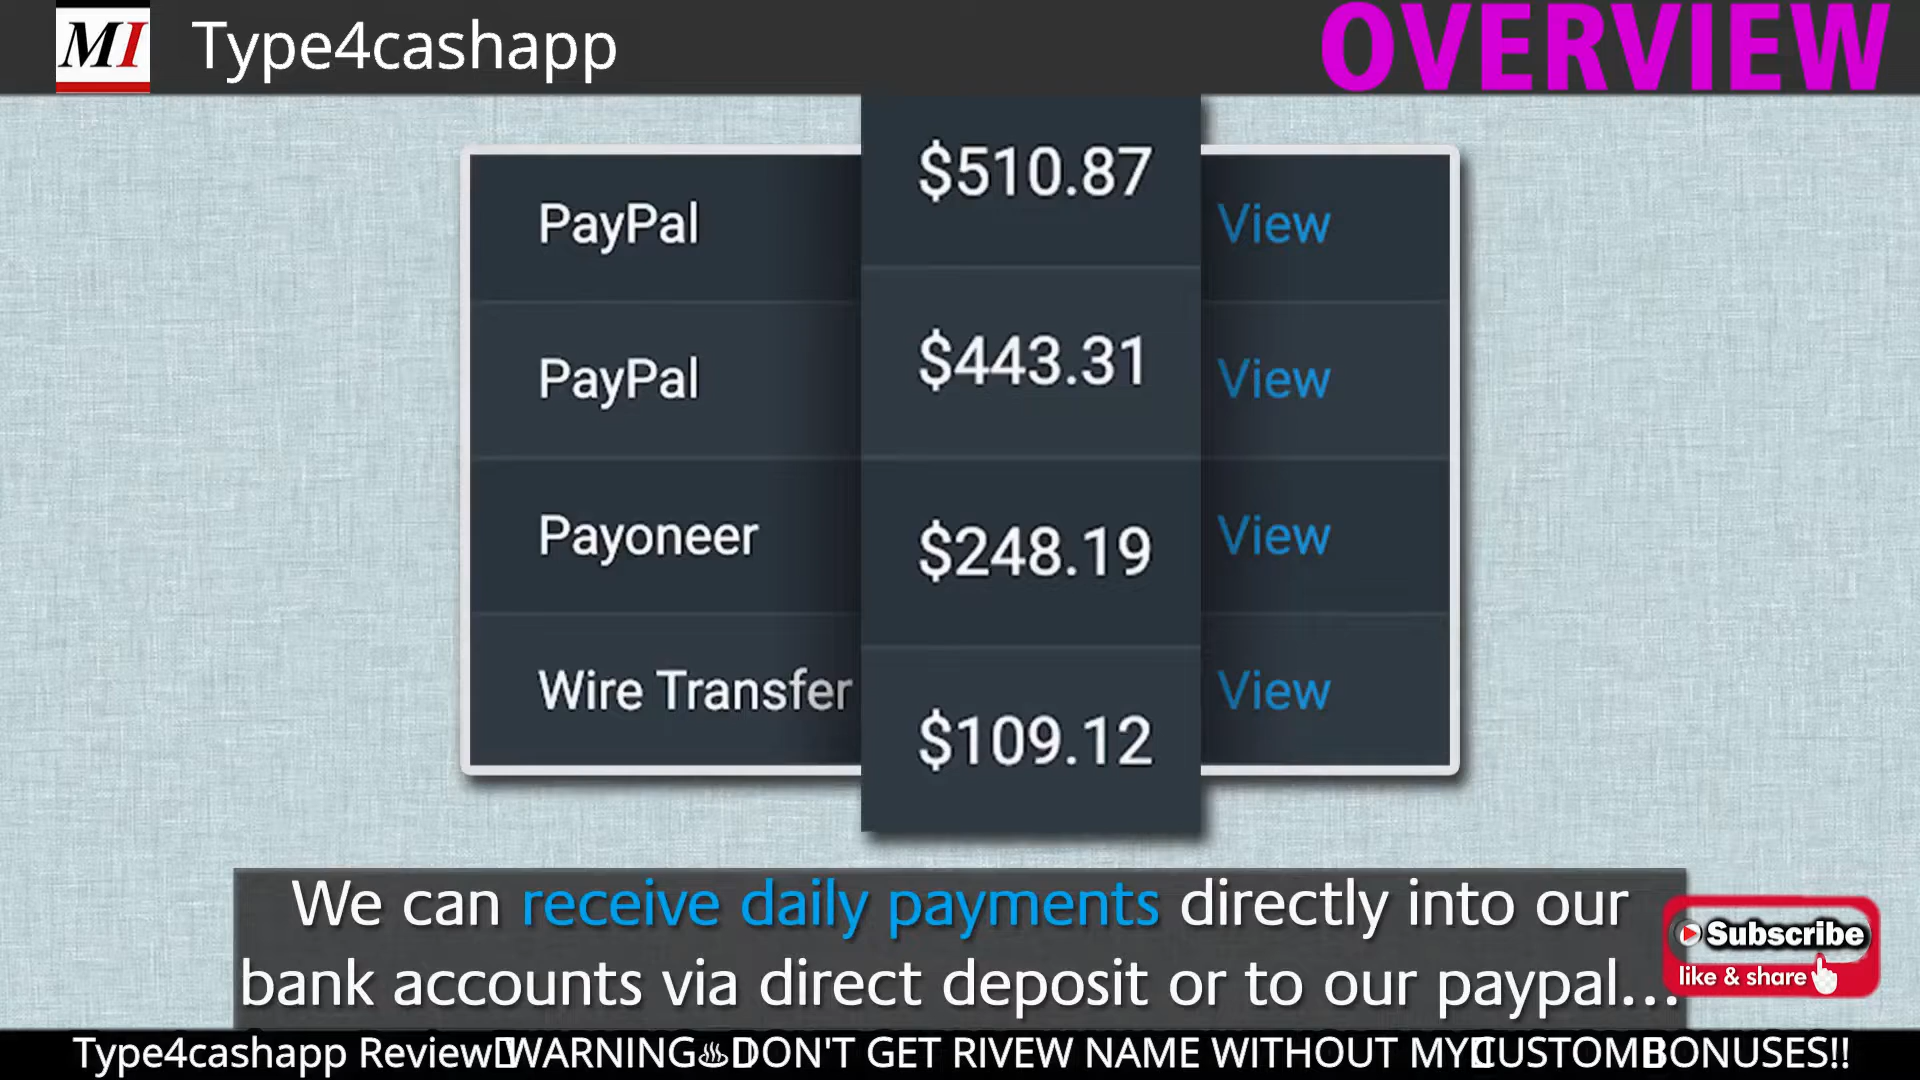 MI Type4cashapp OVERVIEW
$510.87
PayPal View
$443.31
PayPal View
$248.19
Payoneer View
$109.12
Wire Transfer View
We can receive daily payments directly into our
bank accounts via direct deposit or to our paypal...
Subscribe
like & share
Type4cashapp Review WARNING♨DON'T GET RIVEW NAME WITHOUT MY CUSTOM BONUSES!!